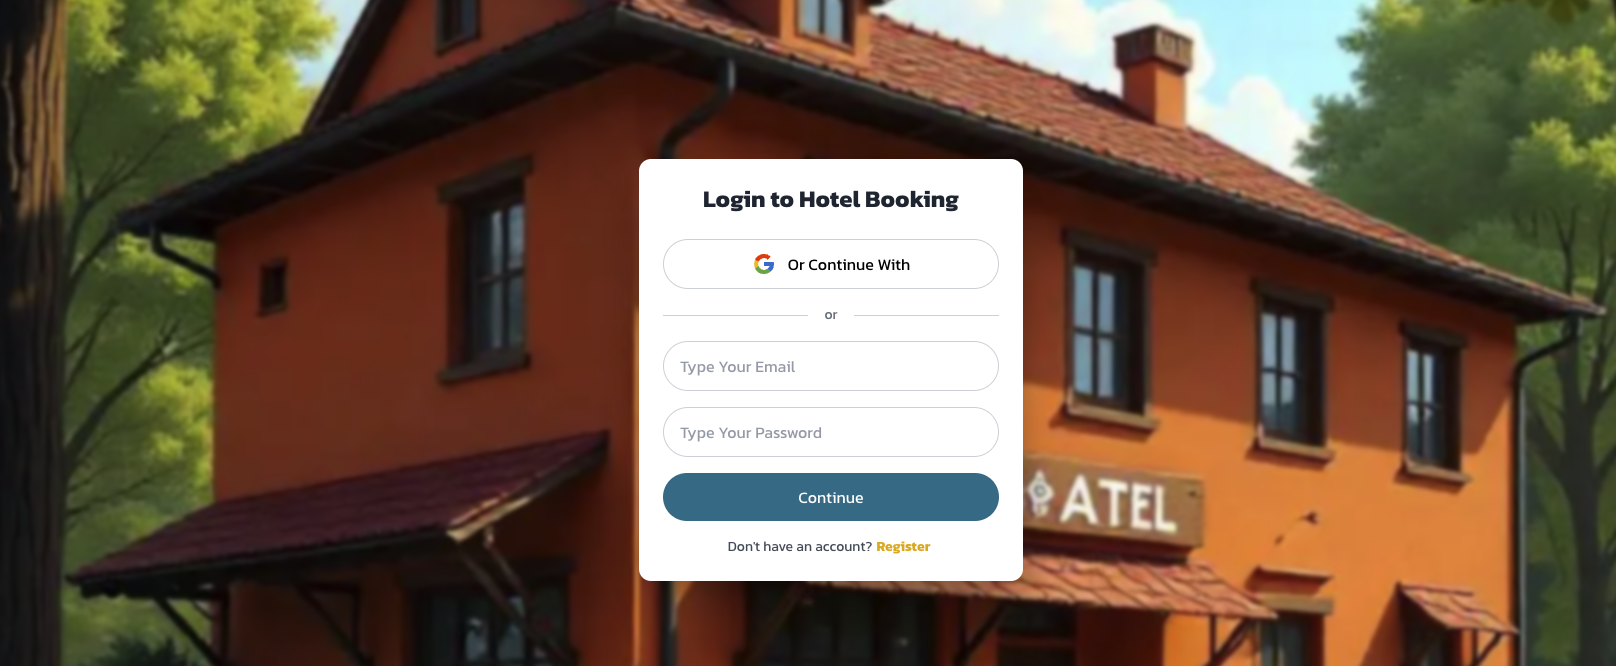 Login to Hotel Booking
Or Continue With
or
Type Your Email
Type Your Password
Continue
Don't have an account? Register
ATEL